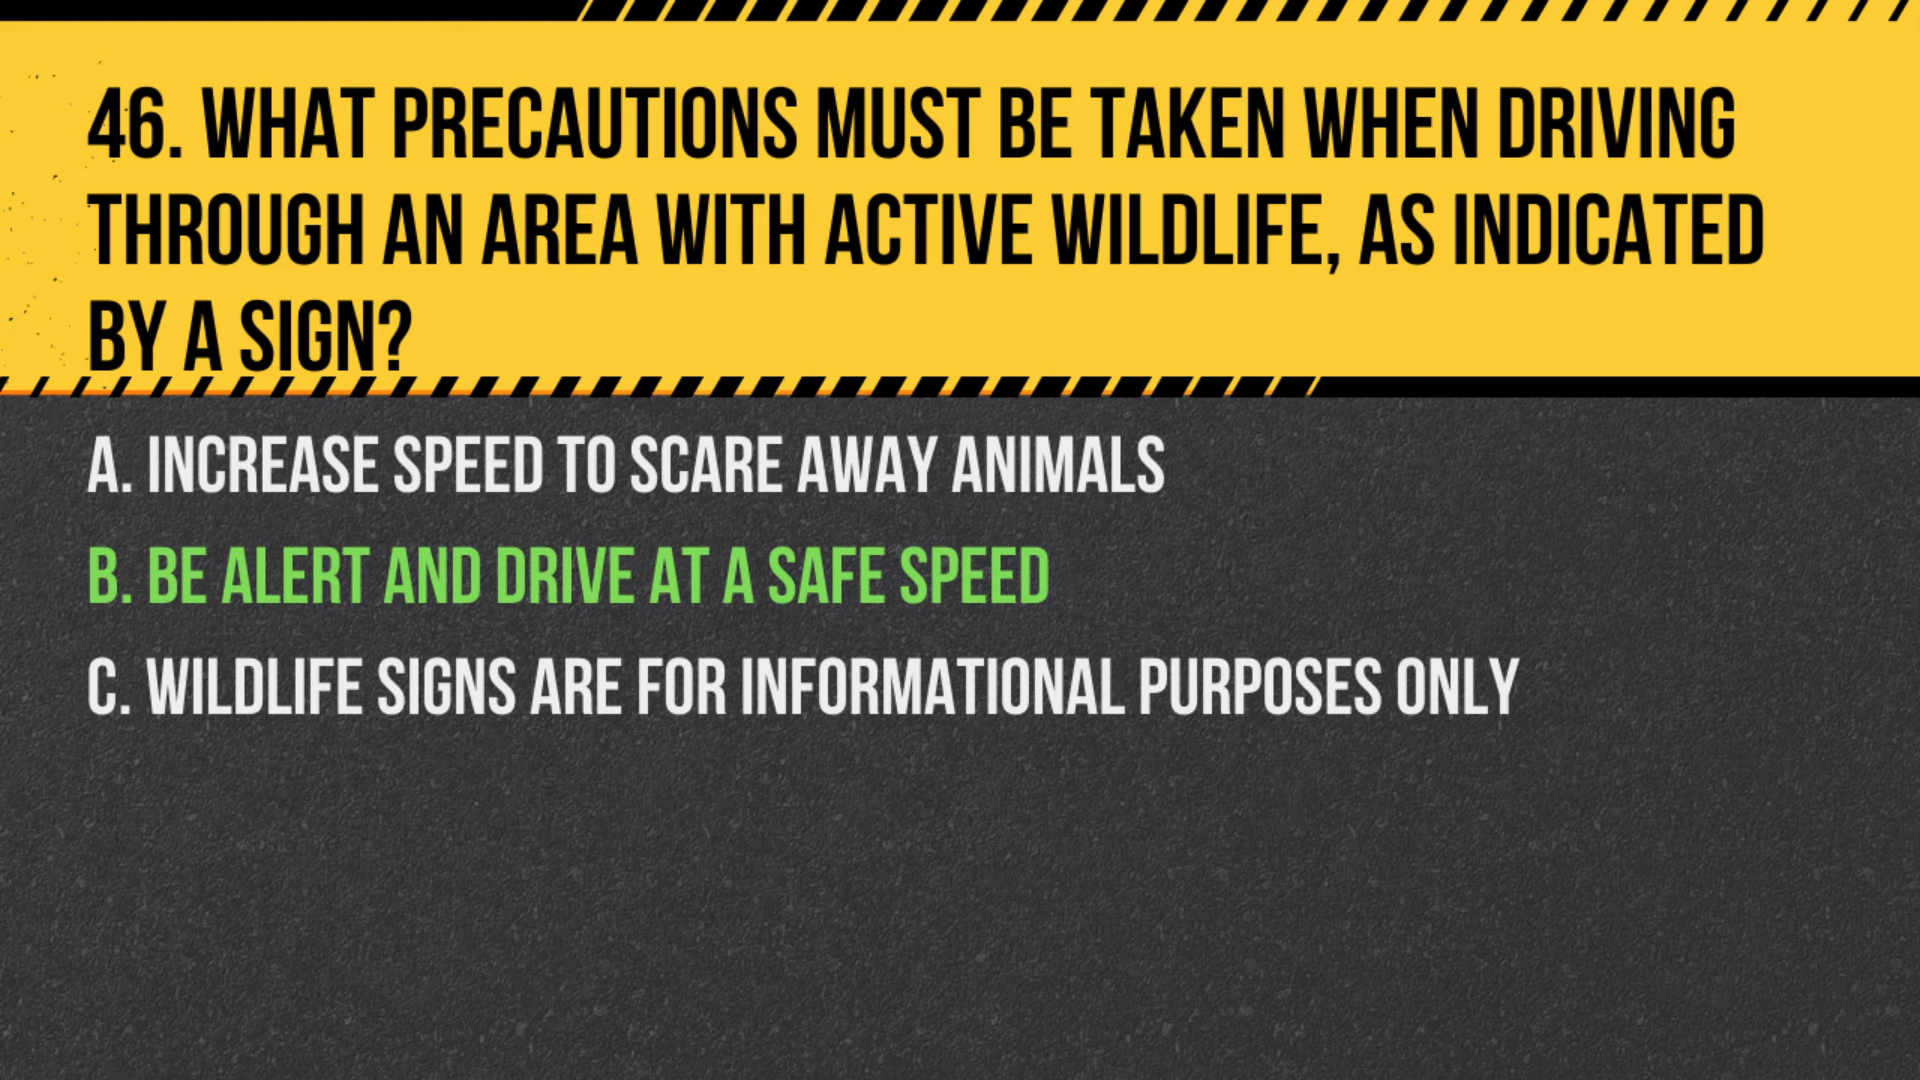 46. WHAT PRECAUTIONS MUST BE TAKEN WHEN DRIVING
THROUGH AN AREA WITH ACTIVE WILDLIFE, AS INDICATED
BY A SIGN?
A. INCREASE SPEED TO SCARE AWAY ANIMALS
B. BE ALERT AND DRIVE AT A SAFE SPEED
C. WILDLIFE SIGNS ARE FOR INFORMATIONAL PURPOSES ONLY